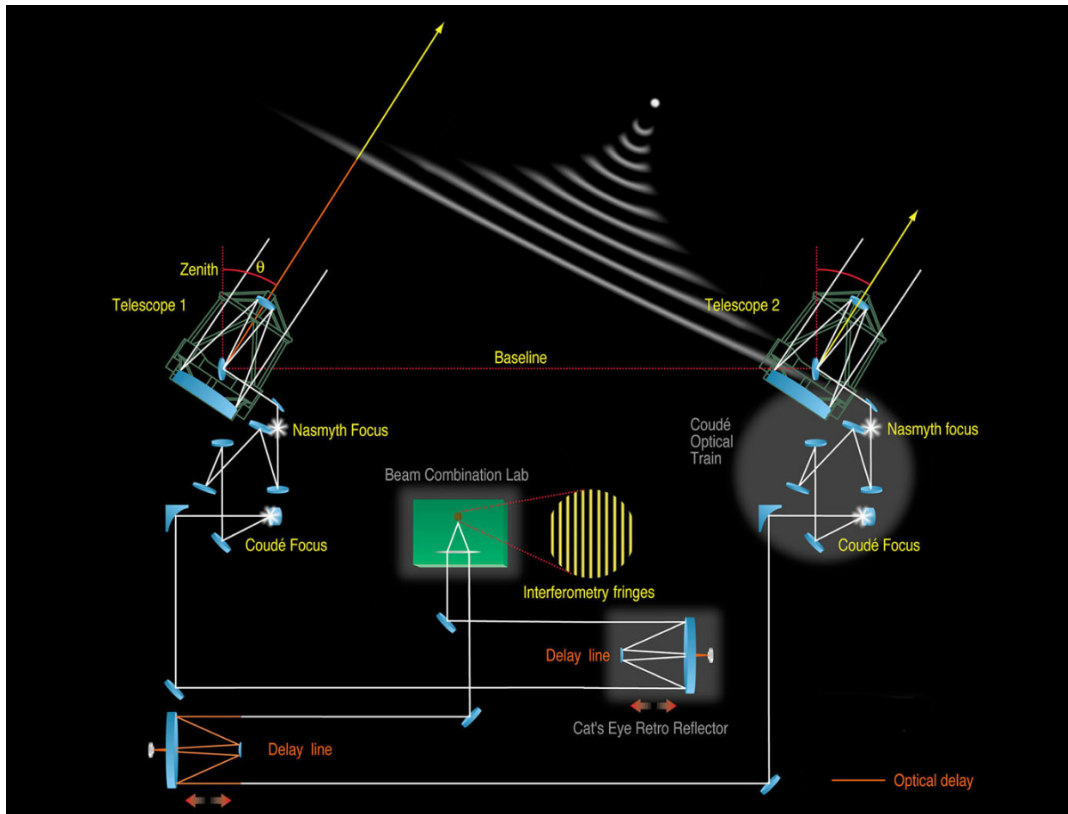 Zenith
θ
Telescope 1
Telescope 2
Baseline
Nasmyth Focus
Coudé
Optical
Train
Nasmyth focus
Beam Combination Lab
Coudé Focus
Coudé Focus
Interferometry fringes
Delay line
Cat's Eye Retro Reflector
Delay line
Optical delay